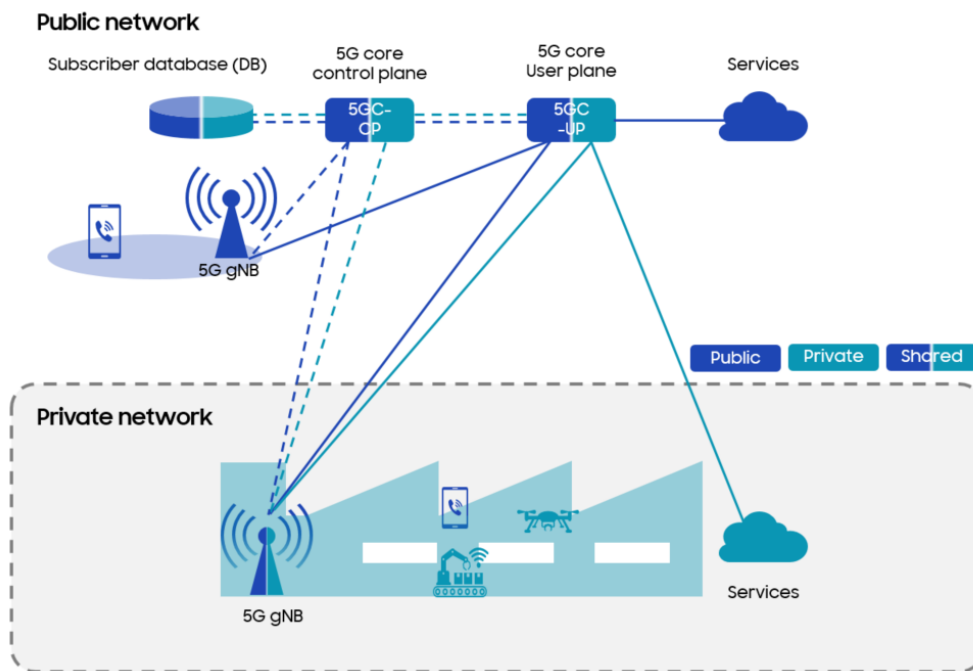 Public network
Subscriber database (DB)
5G core
control plane
5G core
User plane
Services
5GC-
CP
5GC
-UP
5G gNB
Public
Private
Shared
Private network
5G gNB
Services